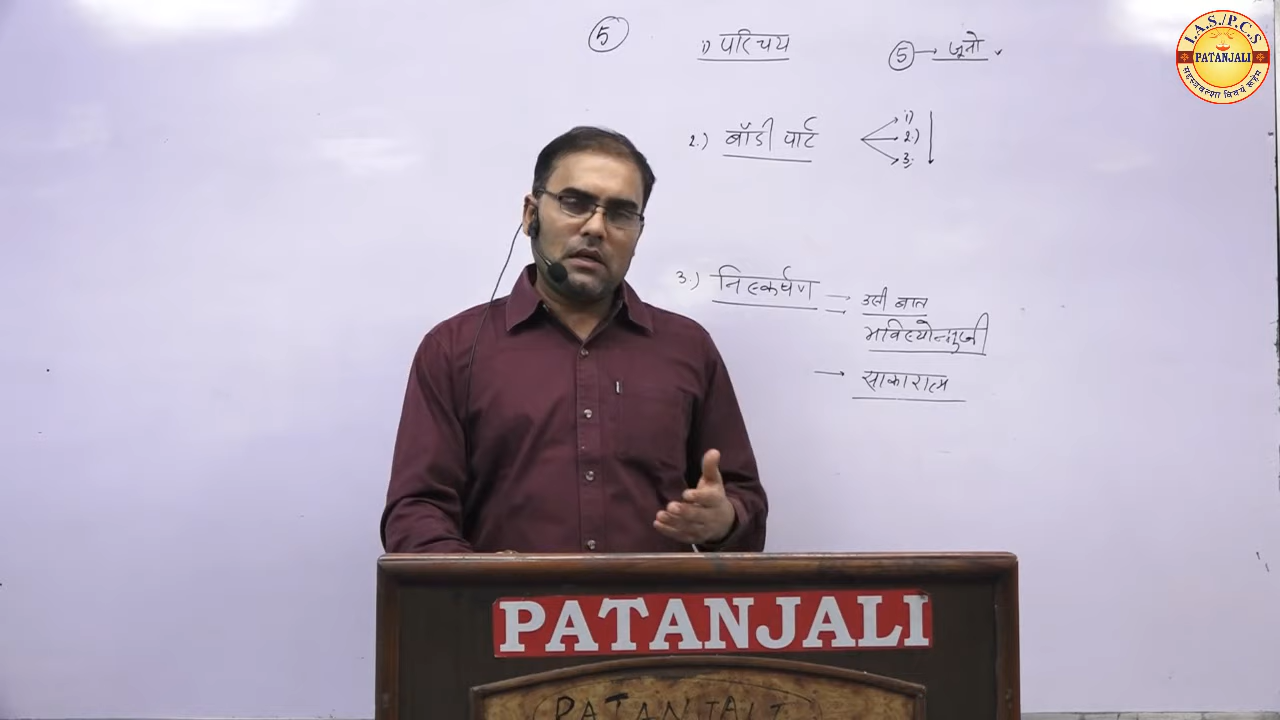 5
1) परिचय
5 → जूनो
2.) बॉडी पार्ट
1)
2.)
3.
3.) निष्कर्षण → उसी बात
भविष्योन्मुखी
→ साकारात्म
I.A.S./P.C.S
PATANJALI
PATANJALI
PATANJALI